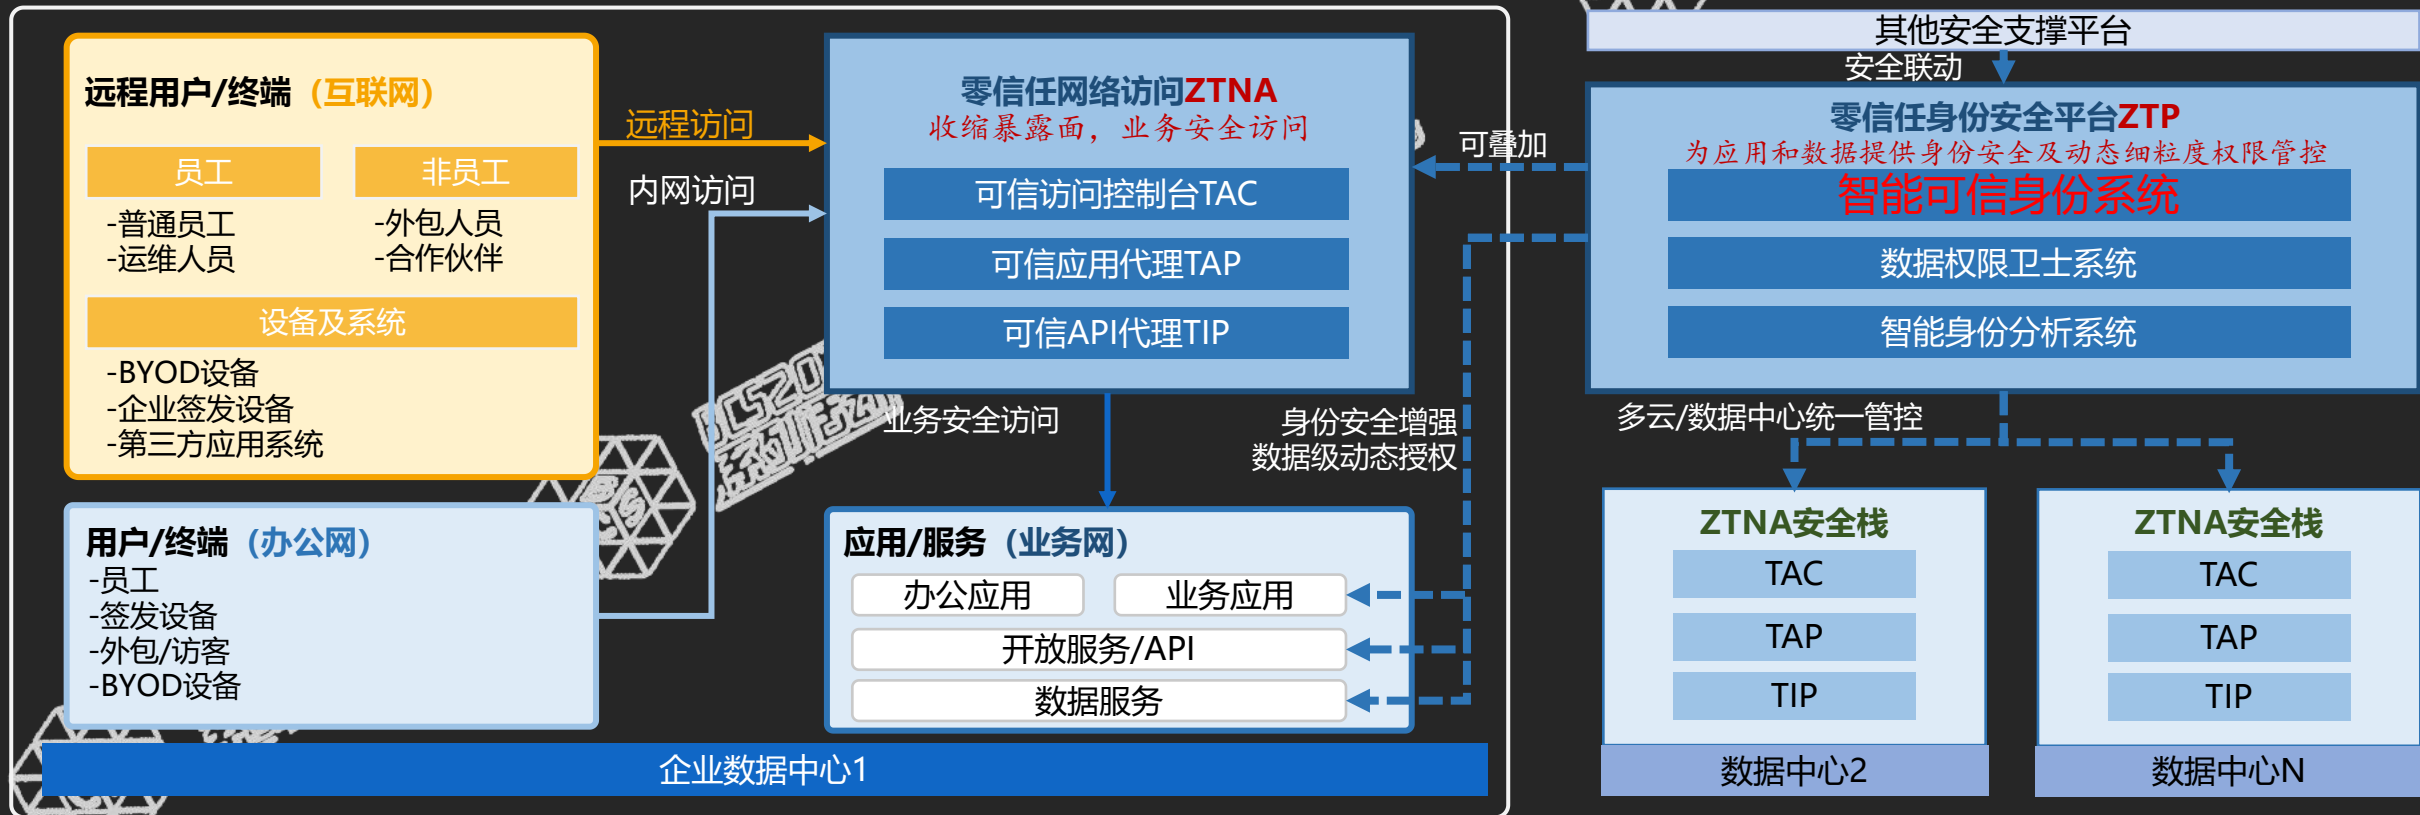 远程用户/终端（互联网）
员工
非员工
-普通员工
-运维人员
-外包人员
-合作伙伴
设备及系统
-BYOD设备
-企业签发设备
-第三方应用系统
用户/终端（办公网）
-员工
-签发设备
-外包/访客
-BYOD设备
远程访问
内网访问
零信任网络访问ZTNA
收缩暴露面，业务安全访问
可信访问控制台TAC
可信应用代理TAP
可信API代理TIP
业务安全访问
身份安全增强
数据级动态授权
应用/服务（业务网）
办公应用
业务应用
开放服务/API
数据服务
企业数据中心1
可叠加
其他安全支撑平台
安全联动
零信任身份安全平台ZTP
为应用和数据提供身份安全及动态细粒度权限管控
智能可信身份系统
数据权限卫士系统
智能身份分析系统
多云/数据中心统一管控
ZTNA安全栈
TAC
TAP
TIP
数据中心2
ZTNA安全栈
TAC
TAP
TIP
数据中心N